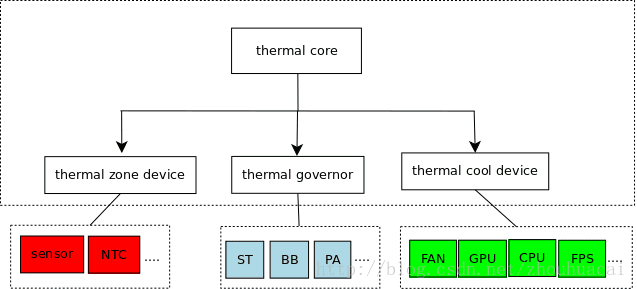 thermal core
thermal zone device
thermal governor
thermal cool device
sensor
NTC
....
ST
BB
PA
....
FAN
GPU
CPU
FPS
...
http://blog.csdn.net/zhouhuacai